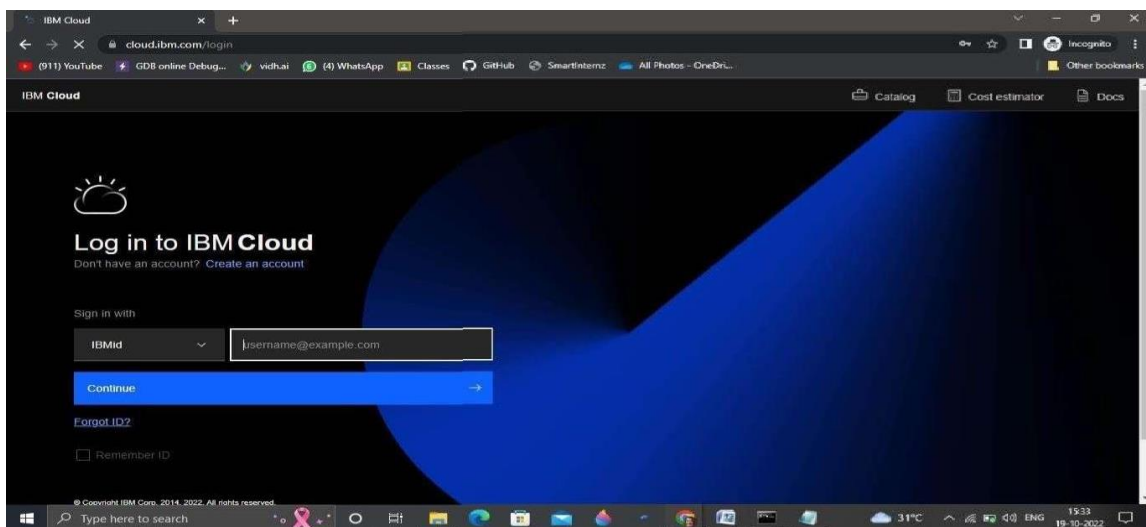 IBM Cloud
cloud.ibm.com/login
Incognito
(911) YouTube
GDB online Debug...
vidh.ai
(4) WhatsApp
Classes
GitHub
SmartInternz
All Photos - OneDri...
Other bookmarks
IBM Cloud
Catalog
Cost estimator
Docs
Log in to IBM Cloud
Don't have an account? Create an account
Sign in with
IBMid
username@example.com
Continue
Forgot ID?
Remember ID
© Copyright IBM Corp. 2014, 2022. All rights reserved.
Type here to search
31°C
ENG
15:33
19-10-2022